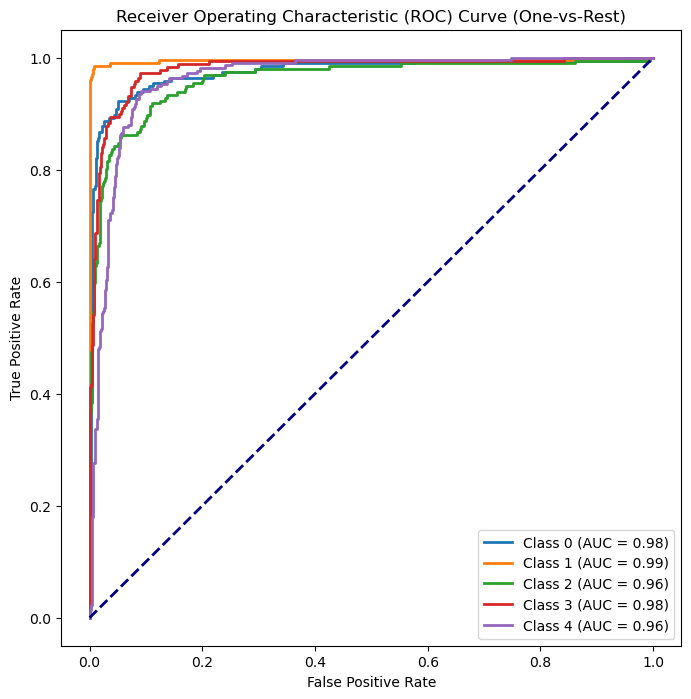 Receiver Operating Characteristic (ROC) Curve (One-vs-Rest)
True Positive Rate
1.0
0.8
0.6
0.4
0.2
0.0
Class 0 (AUC = 0.98)
Class 1 (AUC = 0.99)
Class 2 (AUC = 0.96)
Class 3 (AUC = 0.98)
Class 4 (AUC = 0.96)
0.0 0.2 0.4 0.6 0.8 1.0
False Positive Rate